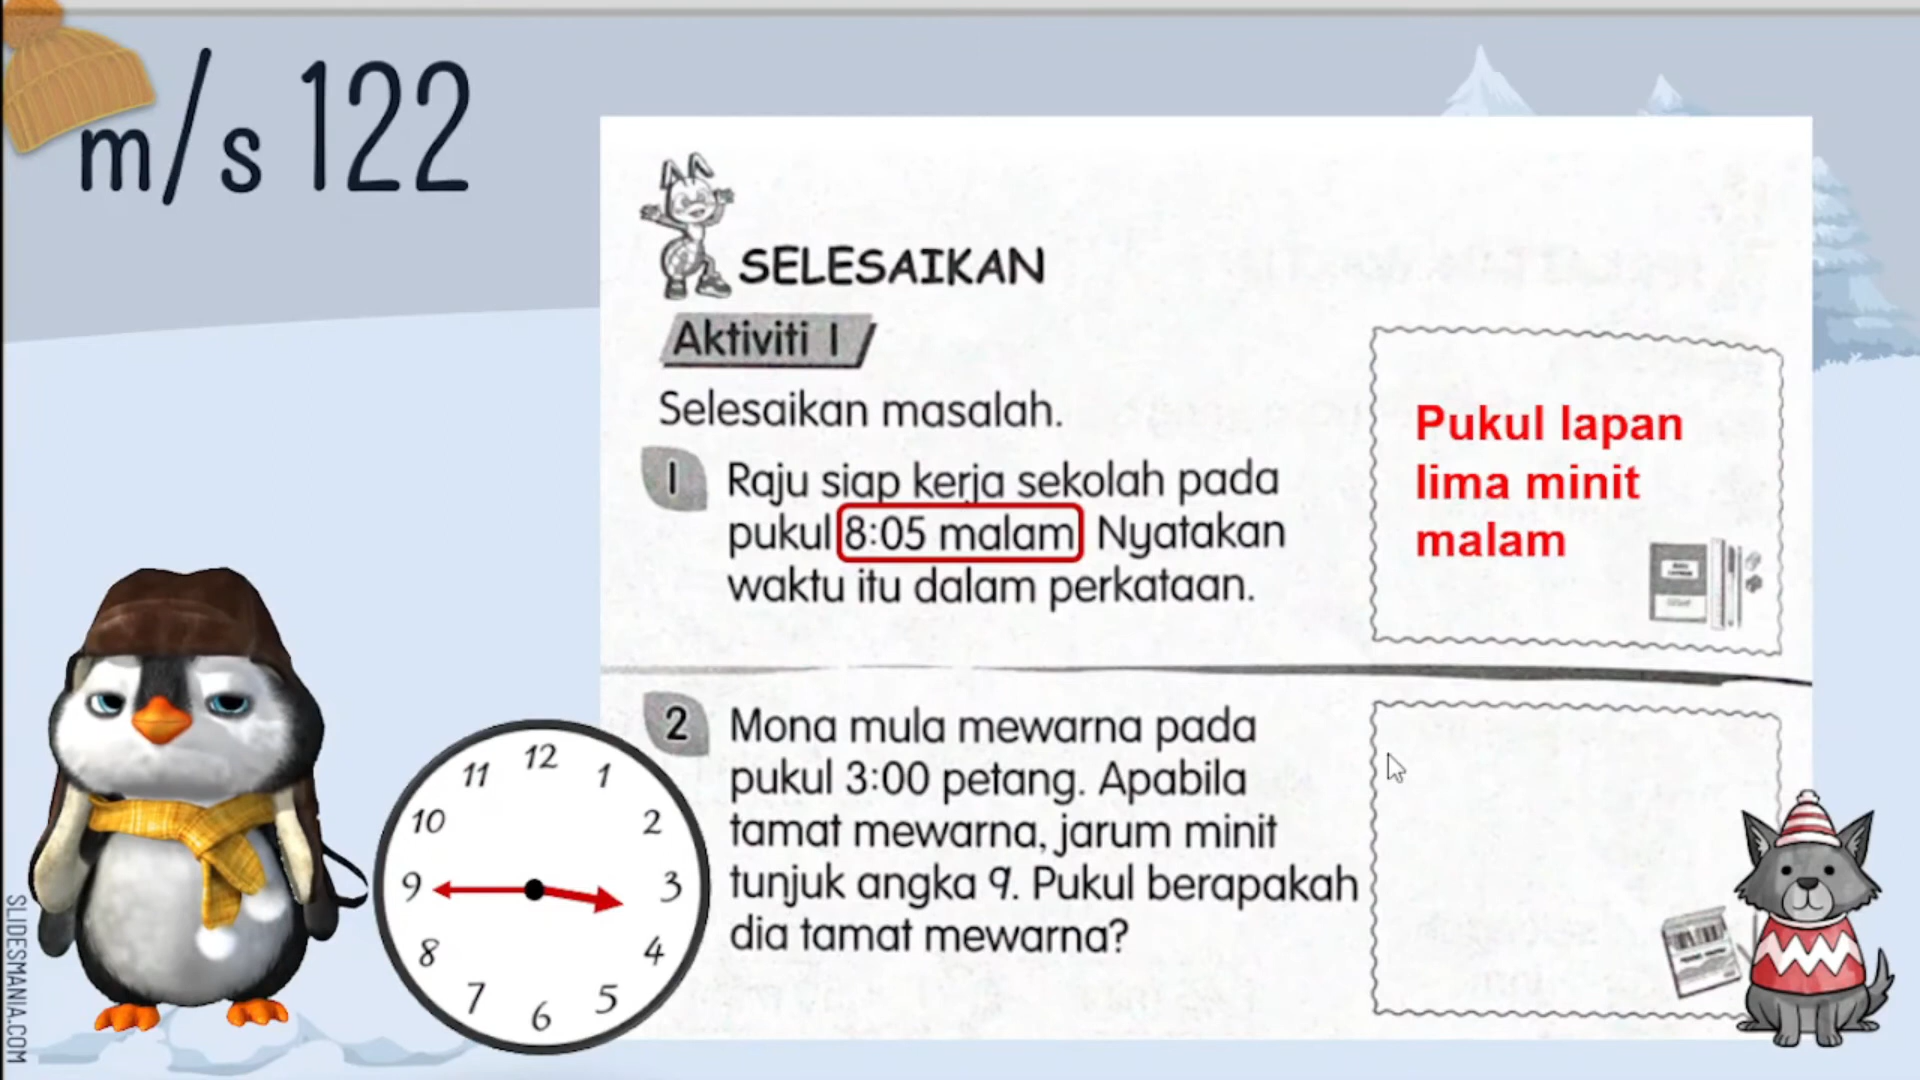 m/s 122
SELESAIKAN
Aktiviti 1
Selesaikan masalah.
1 Raju siap kerja sekolah pada
pukul 8:05 malam. Nyatakan
waktu itu dalam perkataan.
Pukul lapan
lima minit
malam
2 Mona mula mewarna pada
pukul 3:00 petang. Apabila
tamat mewarna, jarum minit
tunjuk angka 9. Pukul berapakah
dia tamat mewarna?
12
1
2
3
4
5
6
7
8
9
10
11
SLIDESMANIA.COM